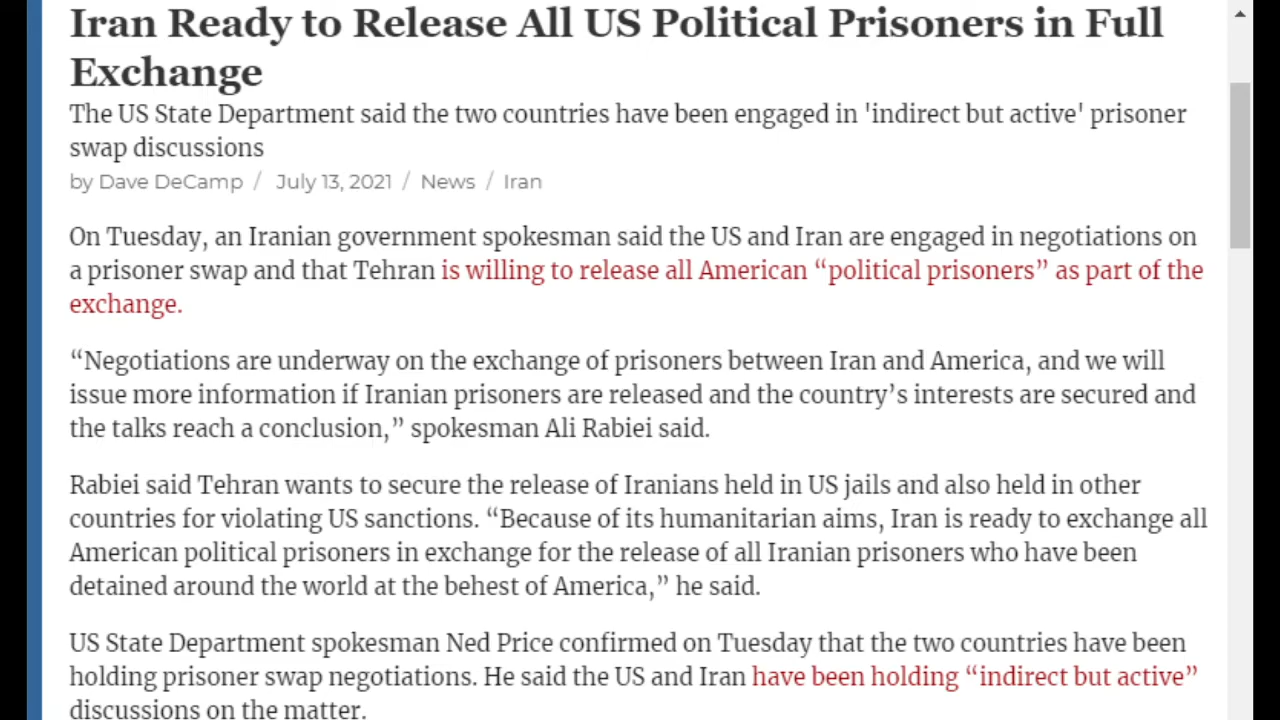 Iran Ready to Release All US Political Prisoners in Full
Exchange
The US State Department said the two countries have been engaged in 'indirect but active' prisoner
swap discussions
by Dave DeCamp / July 13, 2021 / News / Iran
On Tuesday, an Iranian government spokesman said the US and Iran are engaged in negotiations on
a prisoner swap and that Tehran is willing to release all American “political prisoners” as part of the
exchange.
“Negotiations are underway on the exchange of prisoners between Iran and America, and we will
issue more information if Iranian prisoners are released and the country’s interests are secured and
the talks reach a conclusion,” spokesman Ali Rabiei said.
Rabiei said Tehran wants to secure the release of Iranians held in US jails and also held in other
countries for violating US sanctions. “Because of its humanitarian aims, Iran is ready to exchange all
American political prisoners in exchange for the release of all Iranian prisoners who have been
detained around the world at the behest of America,” he said.
US State Department spokesman Ned Price confirmed on Tuesday that the two countries have been
holding prisoner swap negotiations. He said the US and Iran have been holding “indirect but active”
discussions on the matter.